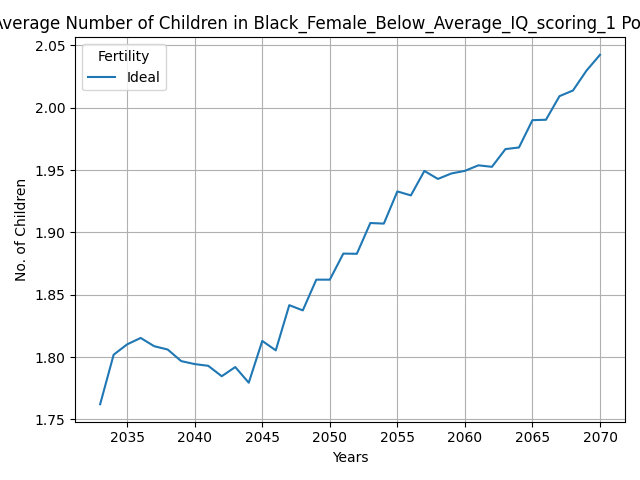 Average Number of Children in Black_Female_Below_Average_IQ_scoring_1 Po
2.05
2.00
1.95
1.90
1.85
1.80
1.75
Fertility
Ideal
No. of Children
2035 2040 2045 2050 2055 2060 2065 2070
Years